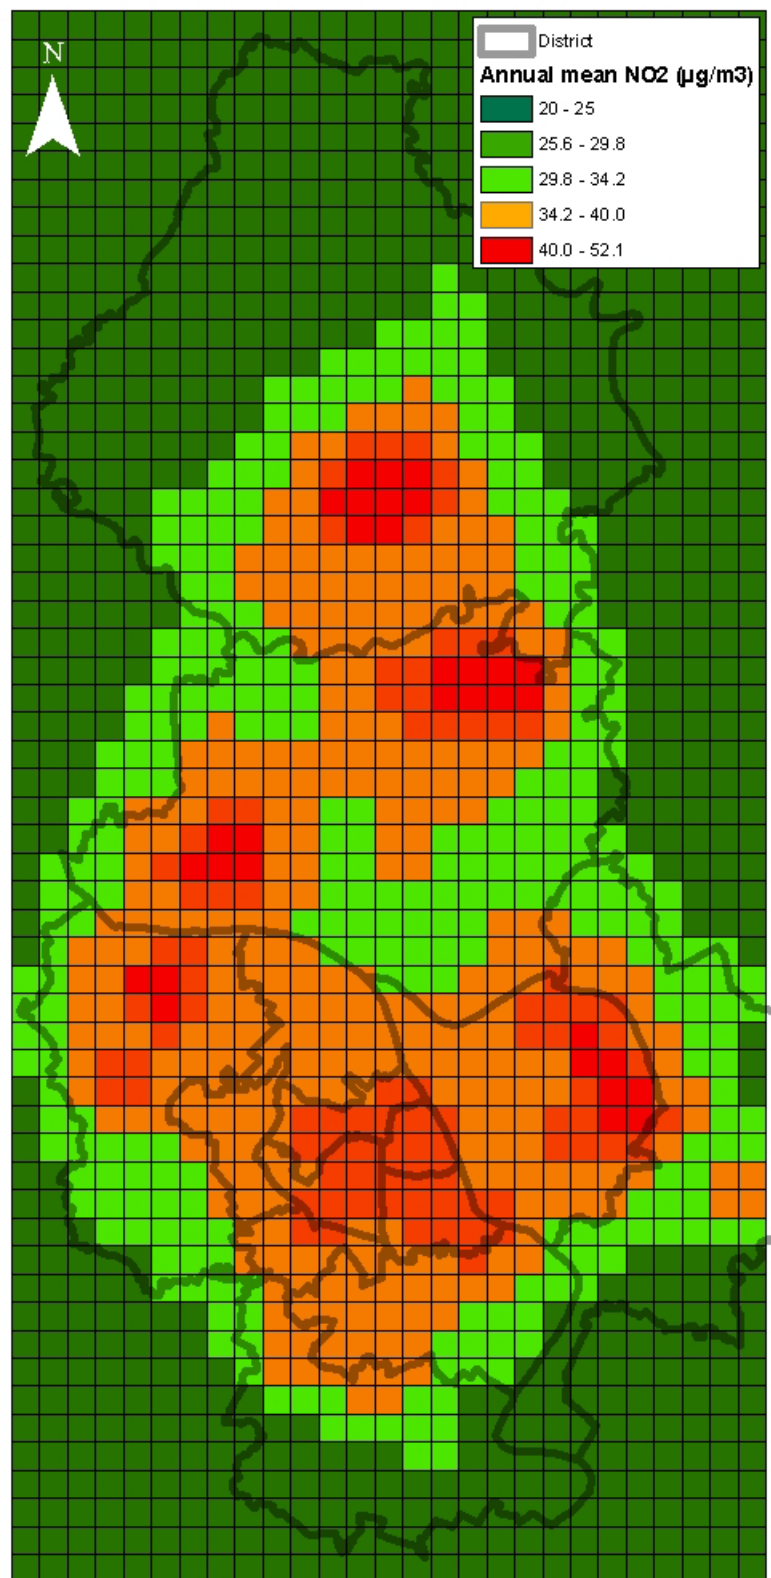 N
District
Annual mean NO2 (µg/m3)
20 - 25
25.6 - 29.8
29.8 - 34.2
34.2 - 40.0
40.0 - 52.1